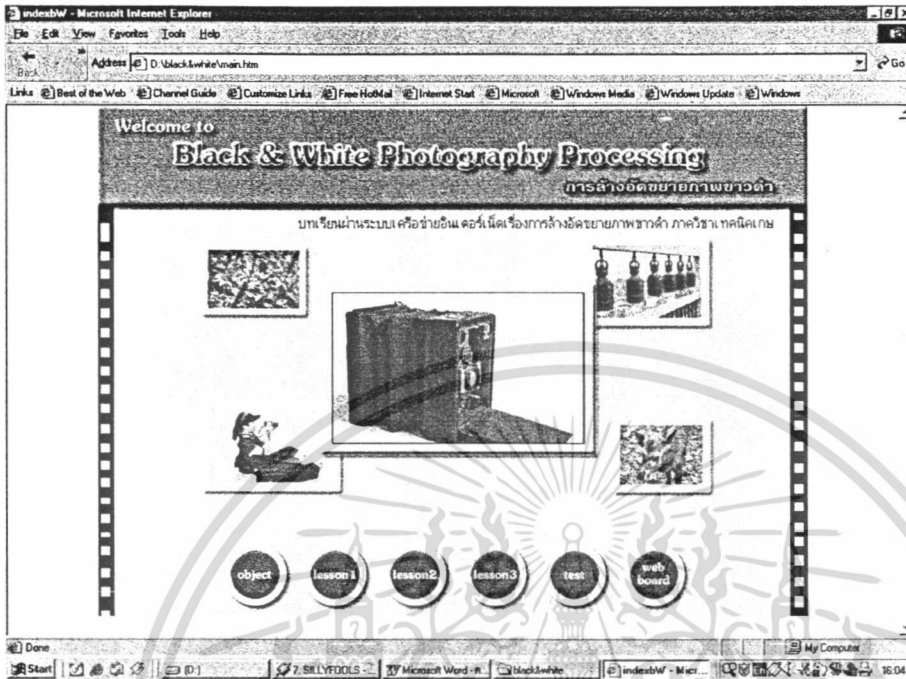 indexbW - Microsoft Internet Explorer
File Edit View Favorites Tools Help
Back Address D:\black&white\main.htm Go
Links Best of the Web Channel Guide Customize Links Free HotMail Internet Start Microsoft Windows Media Windows Update Windows
Welcome to
Black & White Photography Processing
การล้างอัดขยายภาพขาวดำ
บทเรียนผ่านระบบเครือข่ายอินเตอร์เน็ตเรื่องการล้างอัดขยายภาพขาวดำ ภาควิชาเทคนิคเกษ
object lesson1 lesson2 lesson3 test web board
Done My Computer
Start (D:) 7. SILLYFOOLS -... Microsoft Word - R... black&white indexbW - Micr... 16:04